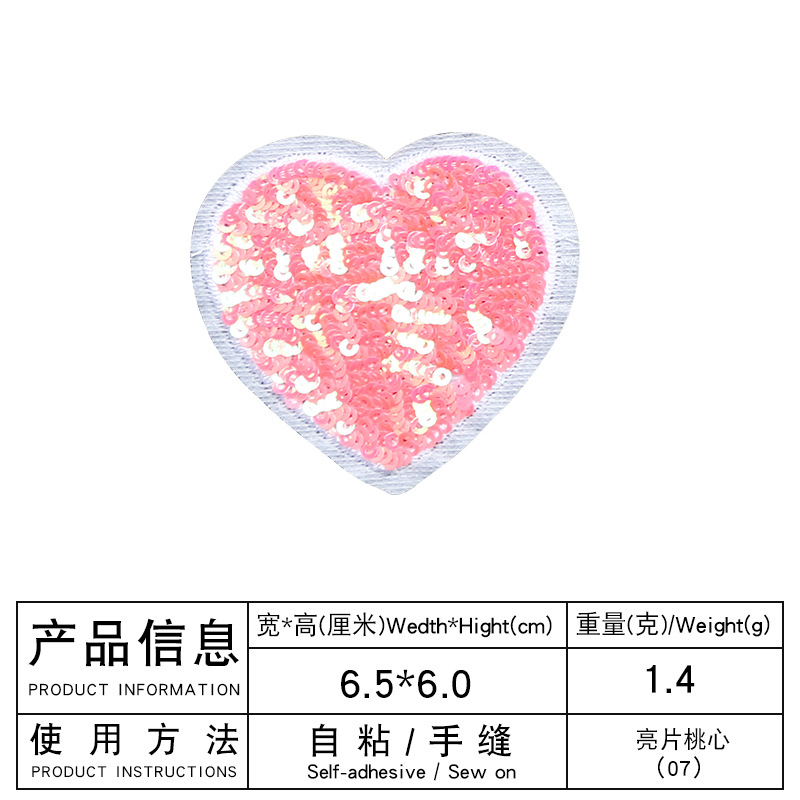 产品信息
PRODUCT INFORMATION
宽*高(厘米)Wedth*Hight(cm)
重量(克)/Weight(g)
6.5*6.0
1.4
使用方法
PRODUCT INSTRUCTIONS
自粘/手缝
Self-adhesive / Sew on
亮片桃心
(07)